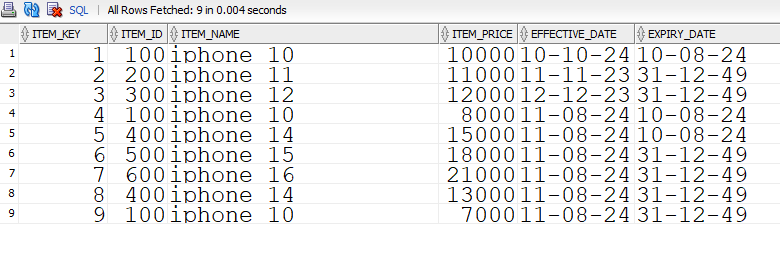 SQL | All Rows Fetched: 9 in 0.004 seconds
ITEM_KEY ITEM_ID ITEM_NAME ITEM_PRICE EFFECTIVE_DATE EXPIRY_DATE
1 1 100 iphone 10 10000 10-10-24 10-08-24
2 2 200 iphone 11 11000 11-11-23 31-12-49
3 3 300 iphone 12 12000 12-12-23 31-12-49
4 4 100 iphone 10 8000 11-08-24 10-08-24
5 5 400 iphone 14 15000 11-08-24 10-08-24
6 6 500 iphone 15 18000 11-08-24 31-12-49
7 7 600 iphone 16 21000 11-08-24 31-12-49
8 8 400 iphone 14 13000 11-08-24 31-12-49
9 9 100 iphone 10 7000 11-08-24 31-12-49